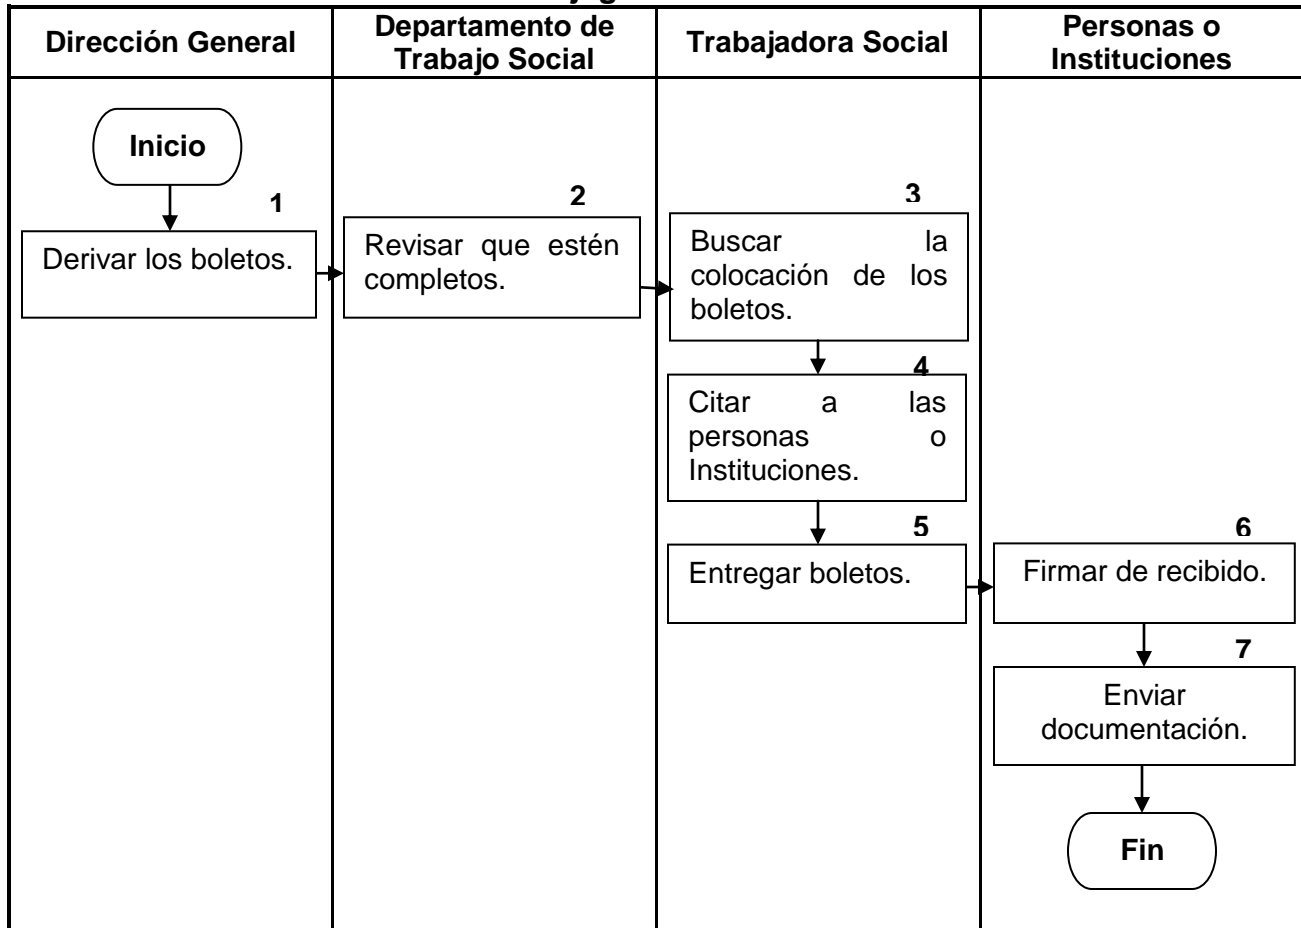 Dirección General
Departamento de
Trabajo Social
Trabajadora Social
Personas o
Instituciones
Inicio
1
Derivar los boletos.
2
Revisar que estén
completos.
3
Buscar la
colocación de los
boletos.
4
Citar a las
personas o
Instituciones.
5
Entregar boletos.
6
Firmar de recibido.
7
Enviar
documentación.
Fin